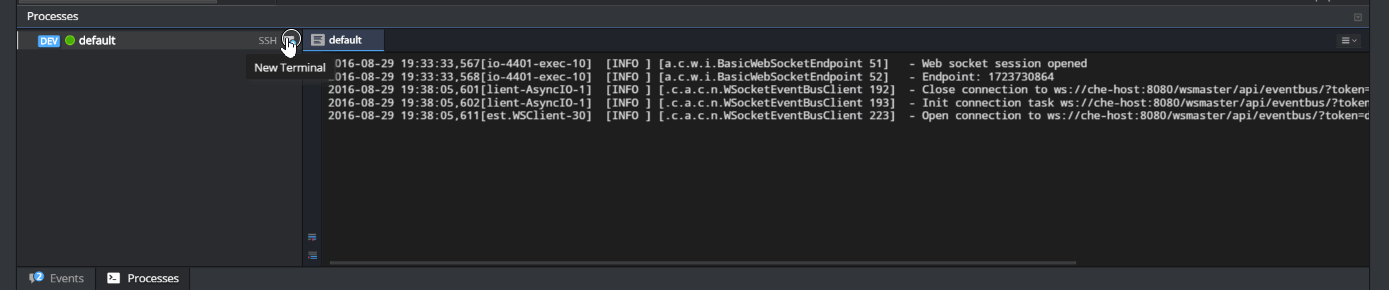 Processes
DEV default SSH
default
New Terminal
016-08-29 19:33:33,567[io-4401-exec-10] [INFO ] [a.c.w.i.BasicWebSocketEndpoint 51] - Web socket session opened
016-08-29 19:33:33,568[io-4401-exec-10] [INFO ] [a.c.w.i.BasicWebSocketEndpoint 52] - Endpoint: 1723730864
2016-08-29 19:38:05,601[lient-AsyncIO-1] [INFO ] [.c.a.c.n.WSocketEventBusClient 192] - Close connection to ws://che-host:8080/wsmaster/api/eventbus/?token=
2016-08-29 19:38:05,602[lient-AsyncIO-1] [INFO ] [.c.a.c.n.WSocketEventBusClient 193] - Init connection task ws://che-host:8080/wsmaster/api/eventbus/?token
2016-08-29 19:38:05,611[est.WSClient-30] [INFO ] [.c.a.c.n.WSocketEventBusClient 223] - Open connection to ws://che-host:8080/wsmaster/api/eventbus/?token=
2 Events
Processes